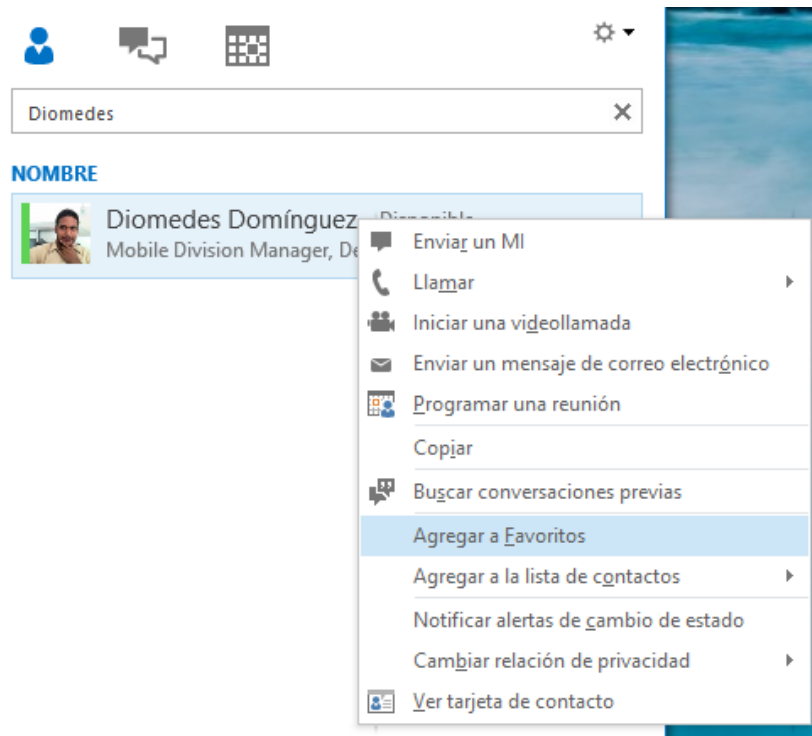 Diomedes
NOMBRE
Diomedes Domínguez Disponible
Mobile Division Manager, De
Enviar un MI
Llamar
Iniciar una videollamada
Enviar un mensaje de correo electrónico
Programar una reunión
Copiar
Buscar conversaciones previas
Agregar a Favoritos
Agregar a la lista de contactos
Notificar alertas de cambio de estado
Cambiar relación de privacidad
Ver tarjeta de contacto